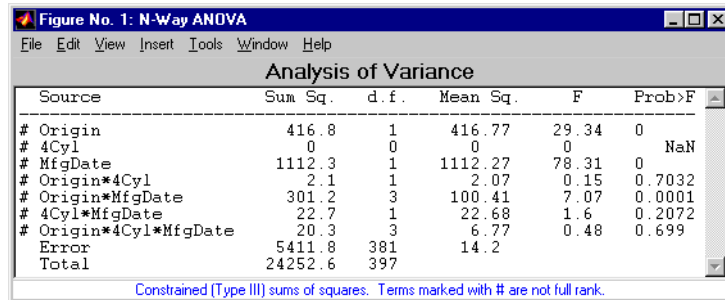 Figure No. 1: N-Way ANOVA
File Edit View Insert Tools Window Help
Analysis of Variance
Source Sum Sq. d.f. Mean Sq. F Prob>F
# Origin 416.8 1 416.77 29.34 0
# 4Cyl 0 0 0 0 NaN
# MfgDate 1112.3 1 1112.27 78.31 0
# Origin*4Cyl 2.1 1 2.07 0.15 0.7032
# Origin*MfgDate 301.2 3 100.41 7.07 0.0001
# 4Cyl*MfgDate 22.7 1 22.68 1.6 0.2072
# Origin*4Cyl*MfgDate 20.3 3 6.77 0.48 0.699
Error 5411.8 381 14.2
Total 24252.6 397
Constrained (Type III) sums of squares. Terms marked with # are not full rank.